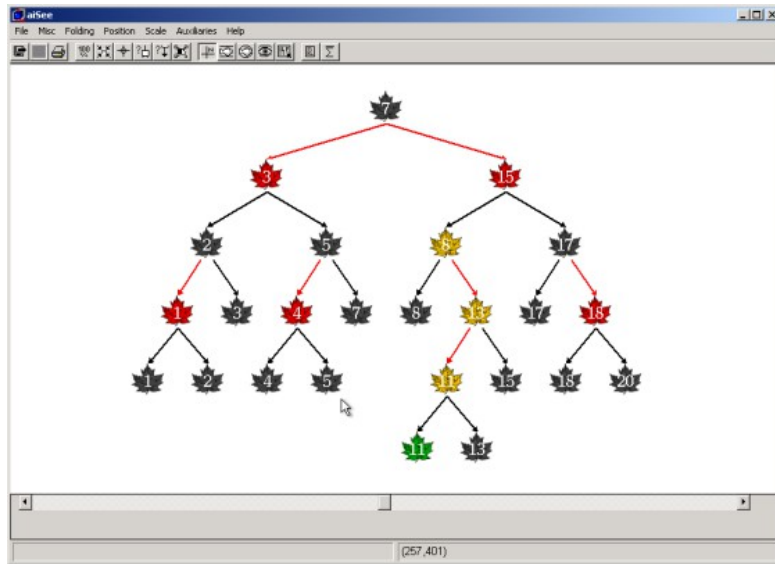 aiSee
File Misc Folding Position Scale Auxiliaries Help
7
3 15
2 5 8 17
1 3 4 7 8 13 17 18
1 2 4 5 11 15 18 20
11 13
(257,401)